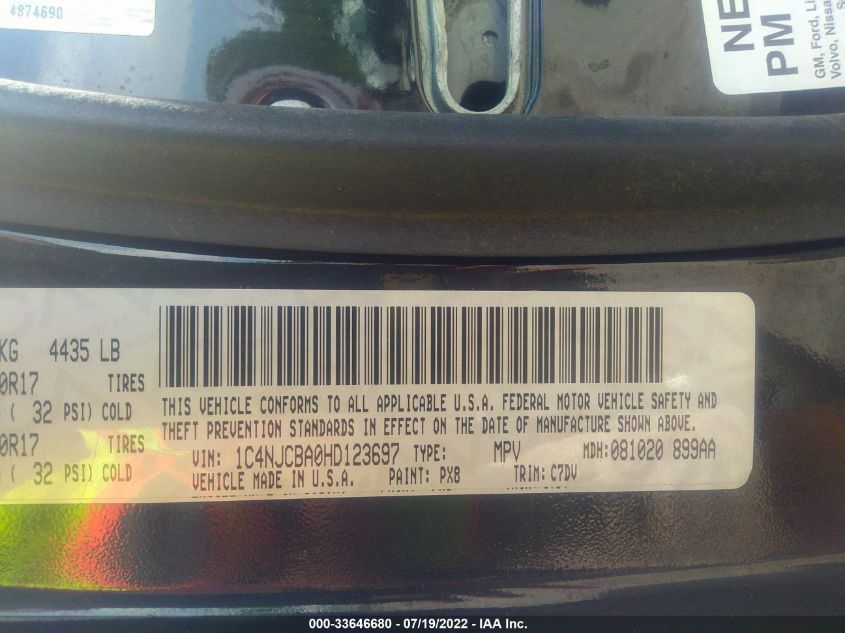 4874690
NE
PM
GM, Ford, Li
Volvo, Nissa
KG 4435 LB
0R17 TIRES
( 32 PSI) COLD
0R17 TIRES
( 32 PSI) COLD
THIS VEHICLE CONFORMS TO ALL APPLICABLE U.S.A. FEDERAL MOTOR VEHICLE SAFETY AND
THEFT PREVENTION STANDARDS IN EFFECT ON THE DATE OF MANUFACTURE SHOWN ABOVE.
VIN: 1C4NJCBA0HD123697 TYPE: MPV MDH: 081020 899AA
VEHICLE MADE IN U.S.A. PAINT: PX8 TRIM: C7DV
000-33646680 - 07/19/2022 - IAA Inc.